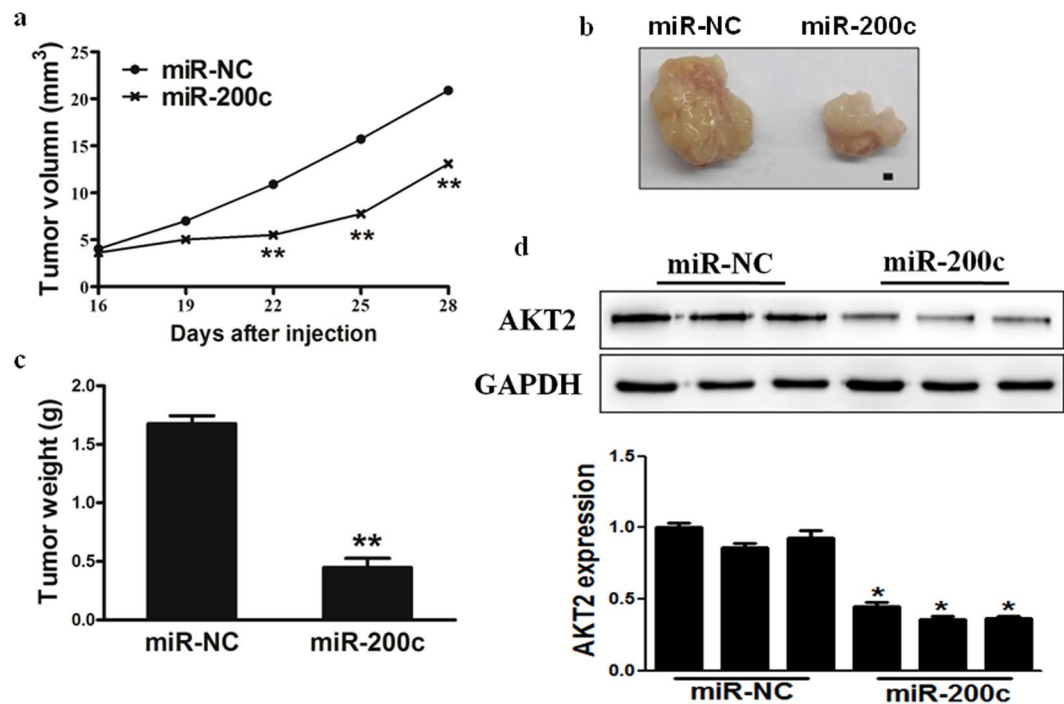 a
Tumor volumn (mm³)
25
20
15
10
5
0
miR-NC
miR-200c
**
**
**
16 19 22 25 28
Days after injection
b
miR-NC miR-200c
c
Tumor weight (g)
2.0
1.5
1.0
0.5
0.0
**
miR-NC miR-200c
d
miR-NC miR-200c
AKT2
GAPDH
AKT2 expression
1.5
1.0
0.5
0.0
* * *
miR-NC miR-200c